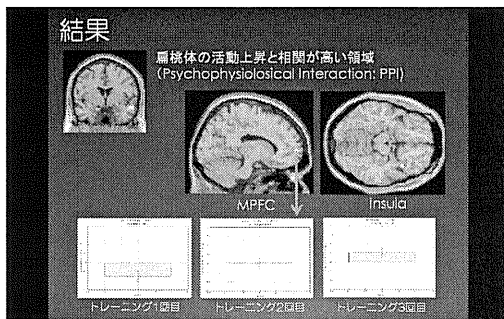 結果
扁桃体の活動上昇と相関が高い領域
(Psychophysiolosical Interaction: PPI)
MPFC
Insula
トレーニング1回目
トレーニング2回目
トレーニング3回目